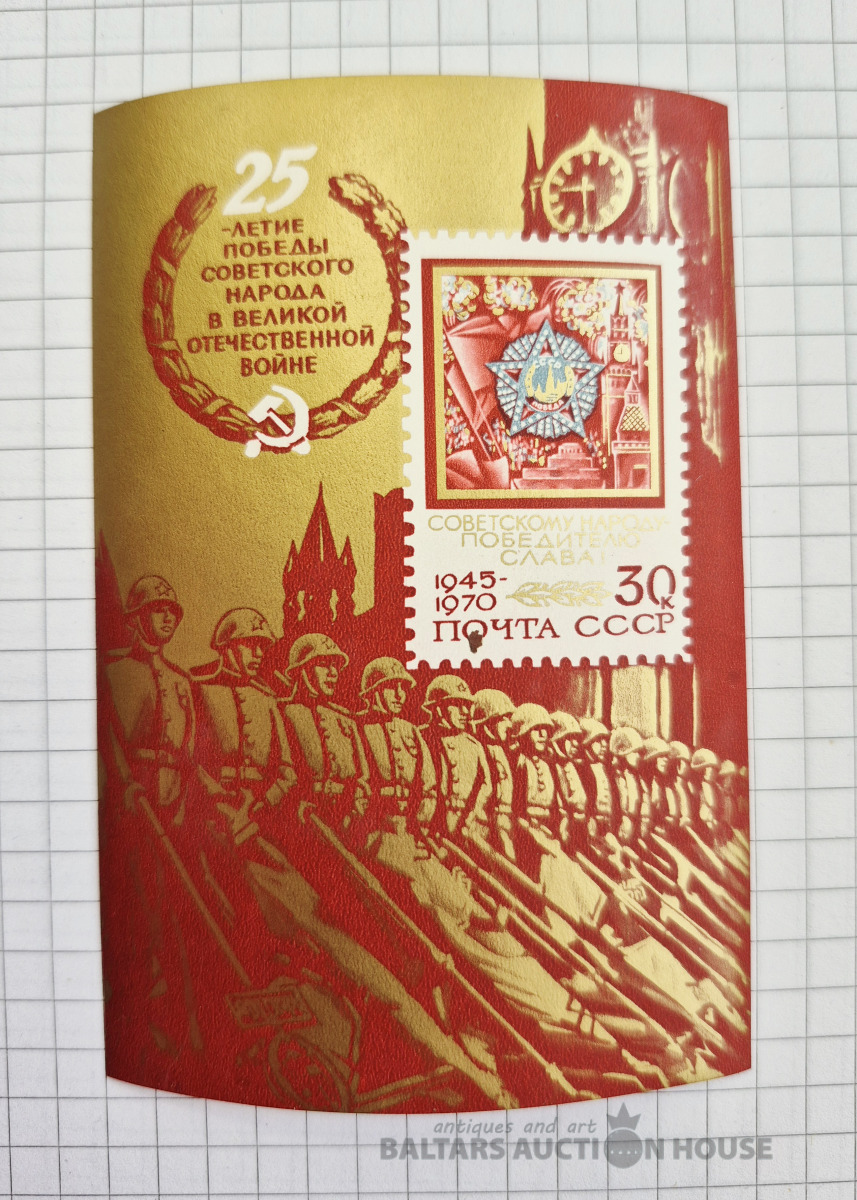 25
-ЛЕТИЕ
ПОБЕДЫ
СОВЕТСКОГО
НАРОДА
В ВЕЛИКОЙ
ОТЕЧЕСТВЕННОЙ
ВОЙНЕ
ПОБЕДА
СОВЕТСКОМУ НАРОДУ-
ПОБЕДИТЕЛЮ
СЛАВА!
1945-
1970
30к
ПОЧТА СССР
antiques and art
BALTARS AUCTION HOUSE